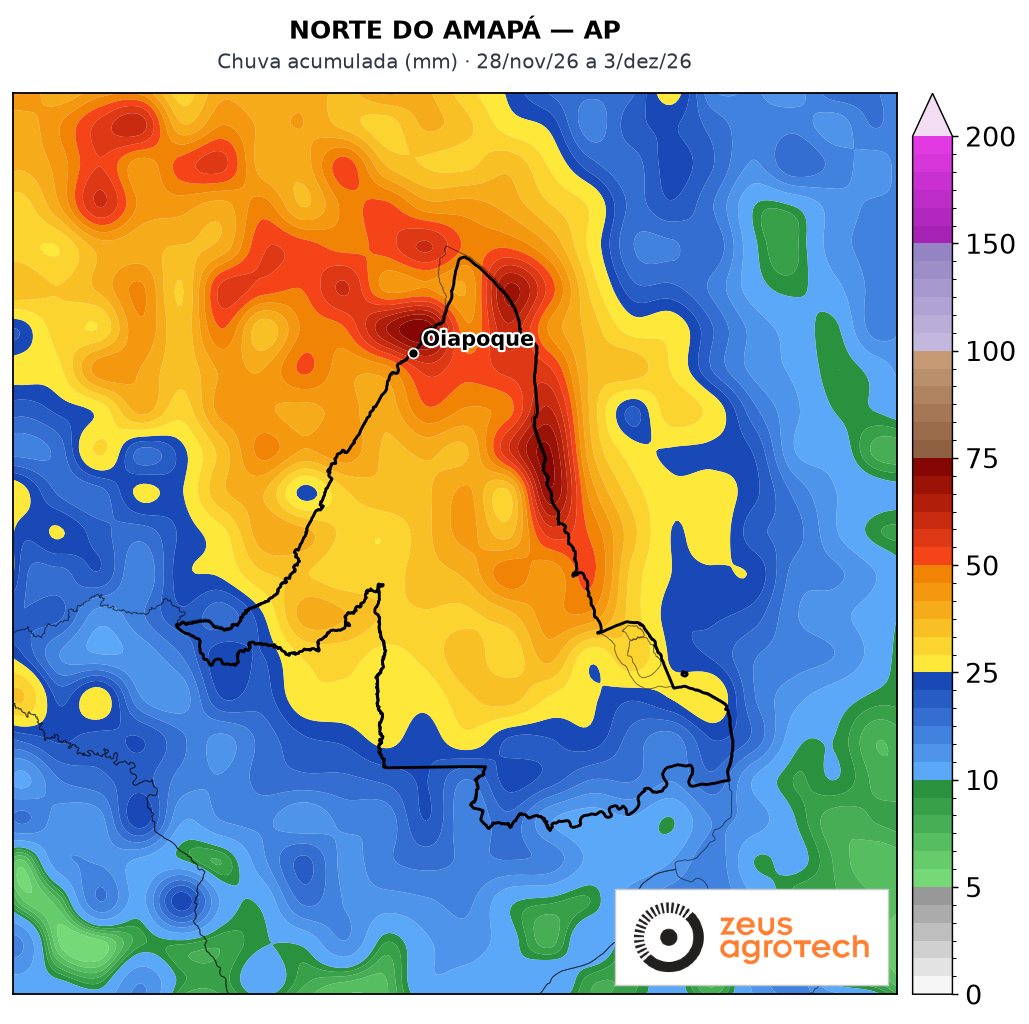 NORTE DO AMAPÁ — AP
Chuva acumulada (mm) · 28/nov/26 a 3/dez/26
Oiapoque
200
150
100
75
50
25
10
5
0
zeus
agrotech